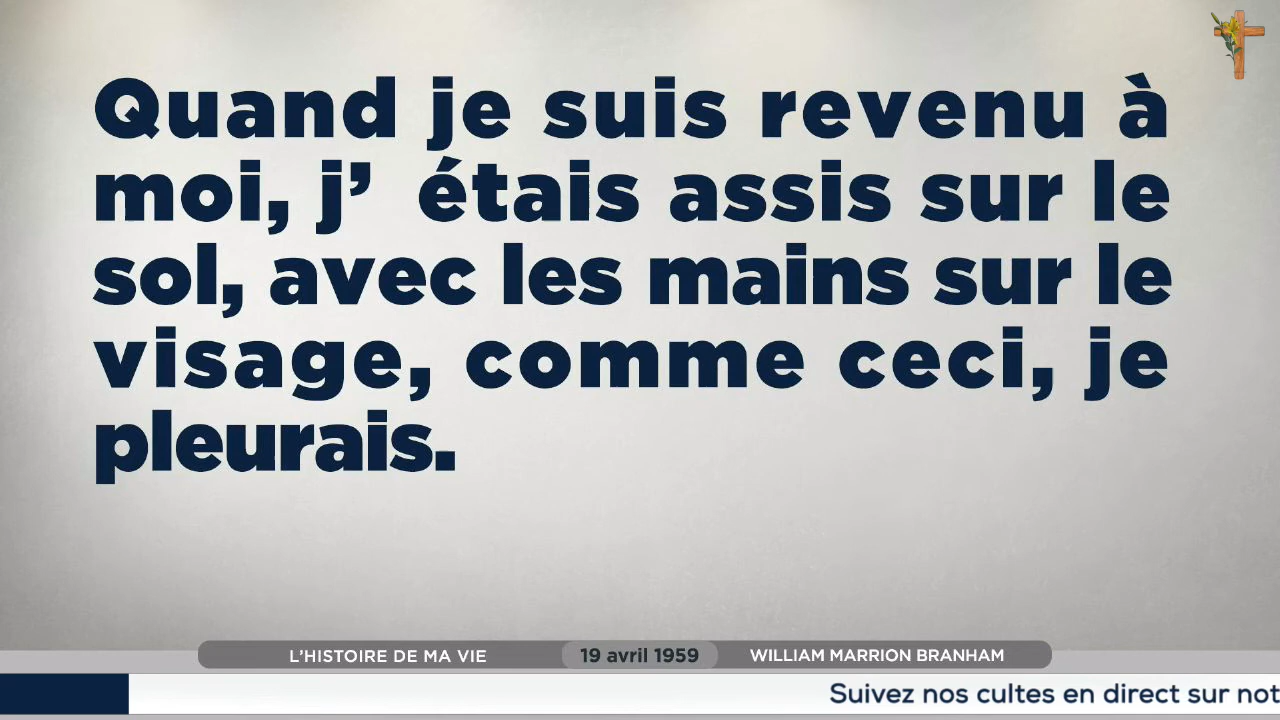 Quand je suis revenu à
moi, j’ étais assis sur le
sol, avec les mains sur le
visage, comme ceci, je
pleurais.
L’HISTOIRE DE MA VIE 19 avril 1959 WILLIAM MARRION BRANHAM
Suivez nos cultes en direct sur not